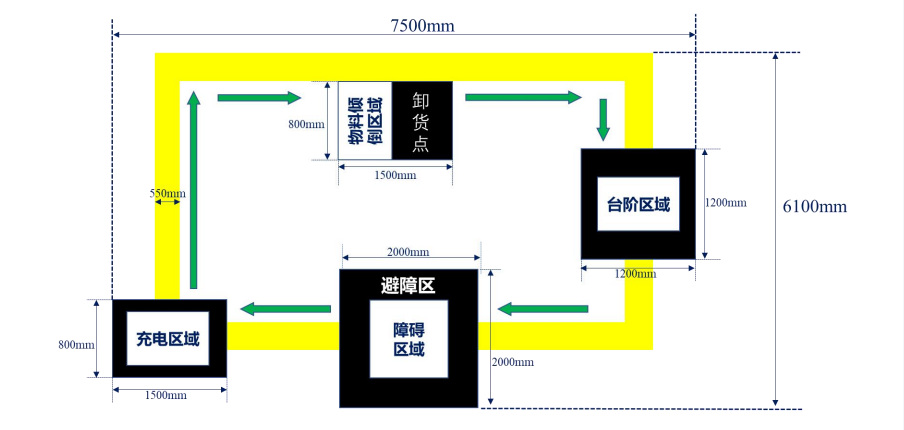 7500mm
800mm
物料倾
倒区域
卸
货
点
1500mm
550mm
台阶区域
1200mm
6100mm
1200mm
2000mm
避障区
障碍
区域
2000mm
充电区域
800mm
1500mm